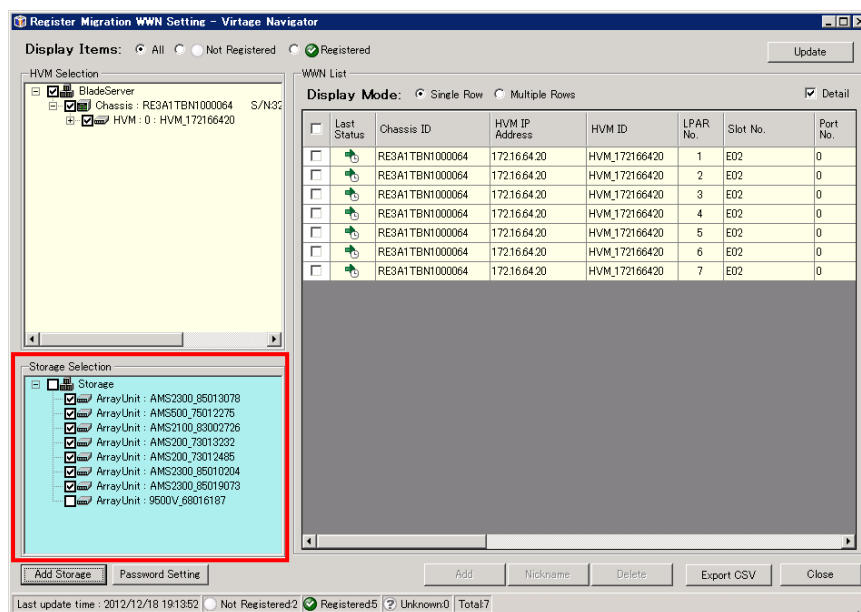 Register Migration WWN Setting - Virtage Navigator
Display Items: All Not Registered Registered
Update
HVM Selection
BladeServer
Chassis : RE3A1TBN1000064 S/N32
HVM : 0 : HVM_172166420
WWN List
Display Mode: Single Row Multiple Rows Detail
Last Status Chassis ID HVM IP Address HVM ID LPAR No. Slot No. Port No.
RE3A1TBN1000064 172.16.64.20 HVM_172166420 1 E02 0
RE3A1TBN1000064 172.16.64.20 HVM_172166420 2 E02 0
RE3A1TBN1000064 172.16.64.20 HVM_172166420 3 E02 0
RE3A1TBN1000064 172.16.64.20 HVM_172166420 4 E02 0
RE3A1TBN1000064 172.16.64.20 HVM_172166420 5 E02 0
RE3A1TBN1000064 172.16.64.20 HVM_172166420 6 E02 0
RE3A1TBN1000064 172.16.64.20 HVM_172166420 7 E02 0
Storage Selection
Storage
ArrayUnit : AMS2300_85013078
ArrayUnit : AMS500_75012275
ArrayUnit : AMS2100_83002726
ArrayUnit : AMS200_73013232
ArrayUnit : AMS200_73012485
ArrayUnit : AMS2300_85010204
ArrayUnit : AMS2300_85019073
ArrayUnit : 9500V_68016187
Add Storage Password Setting Add Nickname Delete Export CSV Close
Last update time : 2012/12/18 19:13:52 Not Registered:2 Registered:5 Unknown:0 Total:7